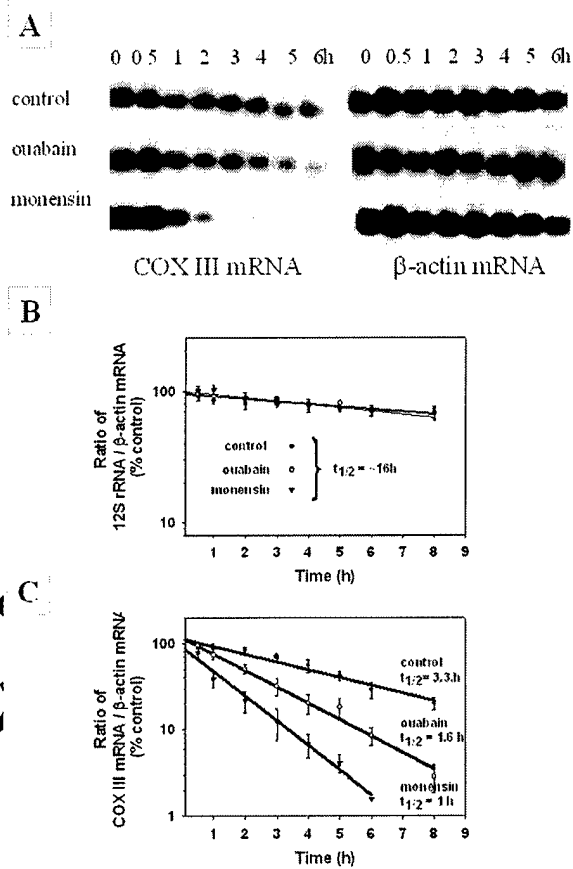 A
0 0.5 1 2 3 4 5 6h 0 0.5 1 2 3 4 5 6h
control
ouabain
monensin
COX III mRNA β-actin mRNA
B
Ratio of
12S rRNA / β-actin mRNA
(% control)
100
10
control
ouabain
monensin
t1/2 = ~16h
1 2 3 4 5 6 7 8 9
Time (h)
C
Ratio of
COX III mRNA / β-actin mRNA
(% control)
100
10
1
control
t1/2 = 3.3.h
ouabain
t1/2 = 1.6 h
monensin
t1/2 = 1 h
1 2 3 4 5 6 7 8 9
Time (h)